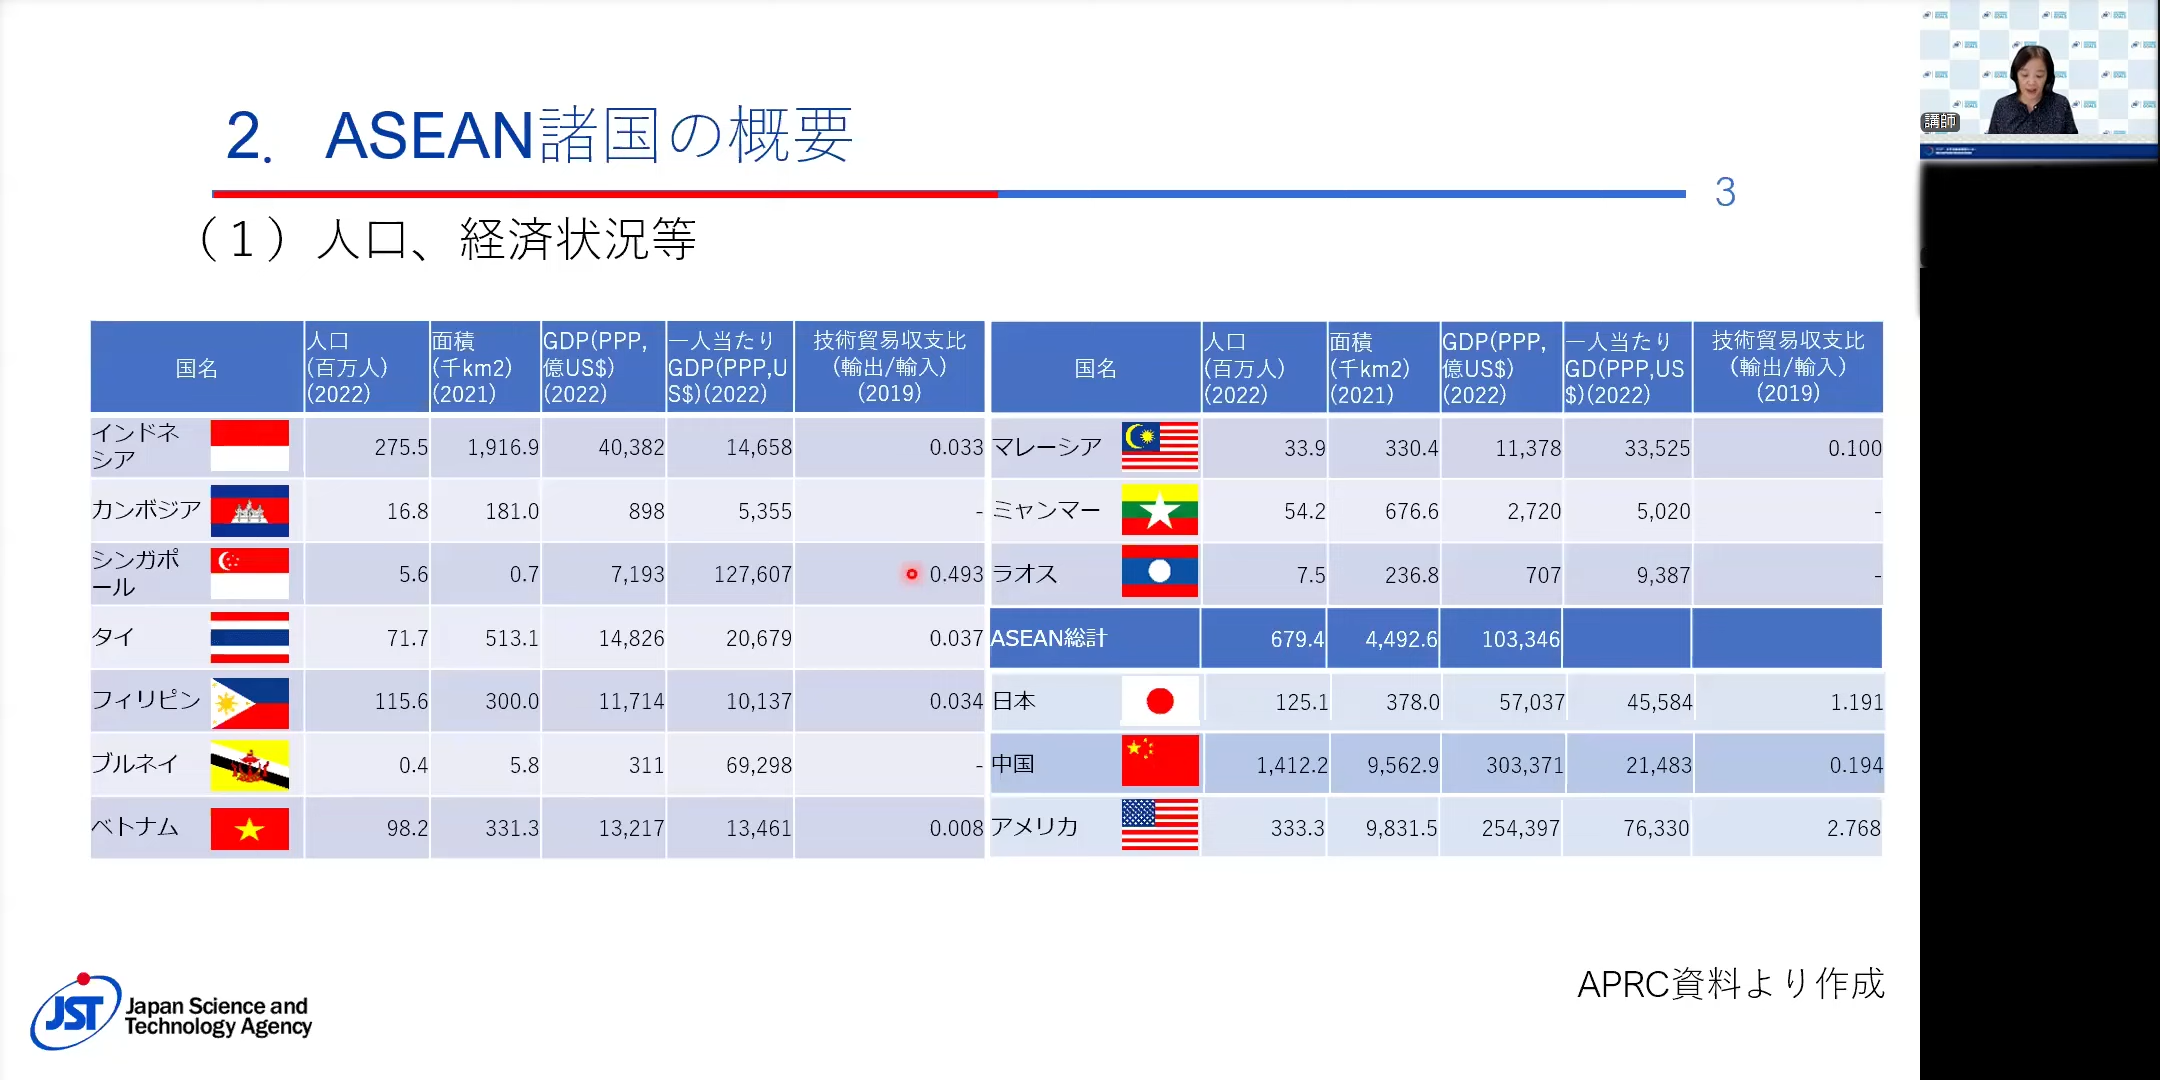 2． ASEAN諸国の概要
3
（１）人口、経済状況等
国名 人口(百万人)(2022) 面積(千km2)(2021) GDP(PPP,億US$)(2022) 一人当たりGDP(PPP,US$)(2022) 技術貿易収支比（輸出/輸入）(2019)
インドネシア 275.5 1,916.9 40,382 14,658 0.033
カンボジア 16.8 181.0 898 5,355 -
シンガポール 5.6 0.7 7,193 127,607 0.493
タイ 71.7 513.1 14,826 20,679 0.037
フィリピン 115.6 300.0 11,714 10,137 0.034
ブルネイ 0.4 5.8 311 69,298 -
ベトナム 98.2 331.3 13,217 13,461 0.008
国名 人口(百万人)(2022) 面積(千km2)(2021) GDP(PPP,億US$)(2022) 一人当たりGD(PPP,US$)(2022) 技術貿易収支比（輸出/輸入）(2019)
マレーシア 33.9 330.4 11,378 33,525 0.100
ミャンマー 54.2 676.6 2,720 5,020 -
ラオス 7.5 236.8 707 9,387 -
ASEAN総計 679.4 4,492.6 103,346
日本 125.1 378.0 57,037 45,584 1.191
中国 1,412.2 9,562.9 303,371 21,483 0.194
アメリカ 333.3 9,831.5 254,397 76,330 2.768
APRC資料より作成
JST Japan Science and
Technology Agency
講師